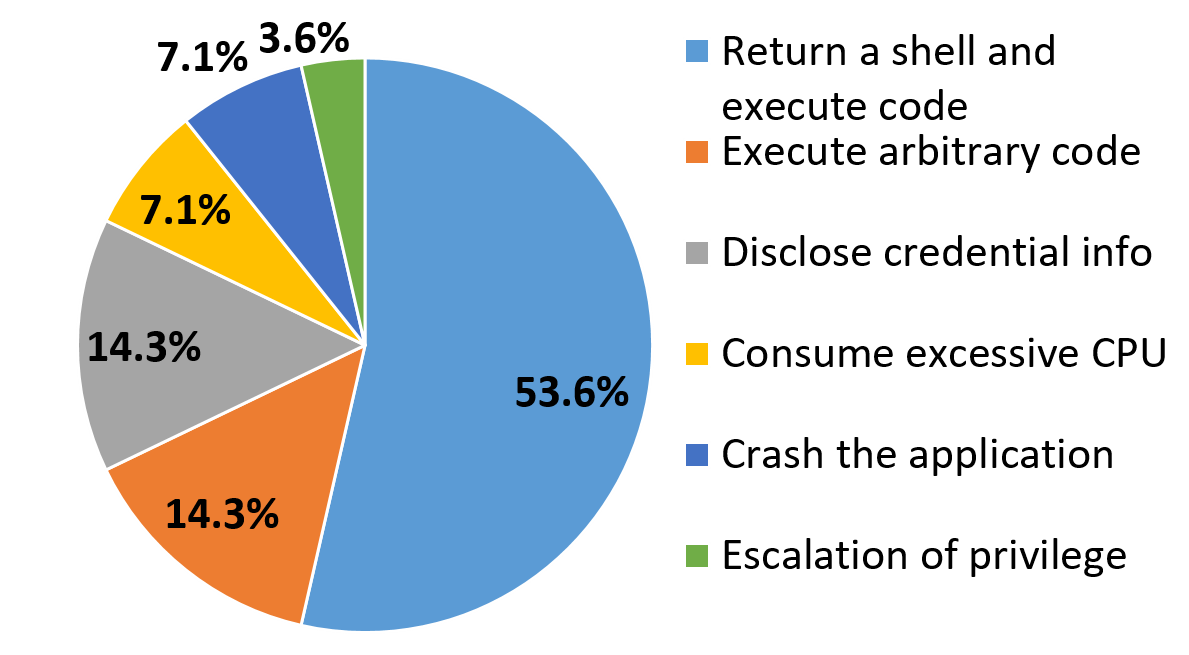 7.1%
3.6%
7.1%
14.3%
53.6%
14.3%
Return a shell and
execute code
Execute arbitrary code
Disclose credential info
Consume excessive CPU
Crash the application
Escalation of privilege